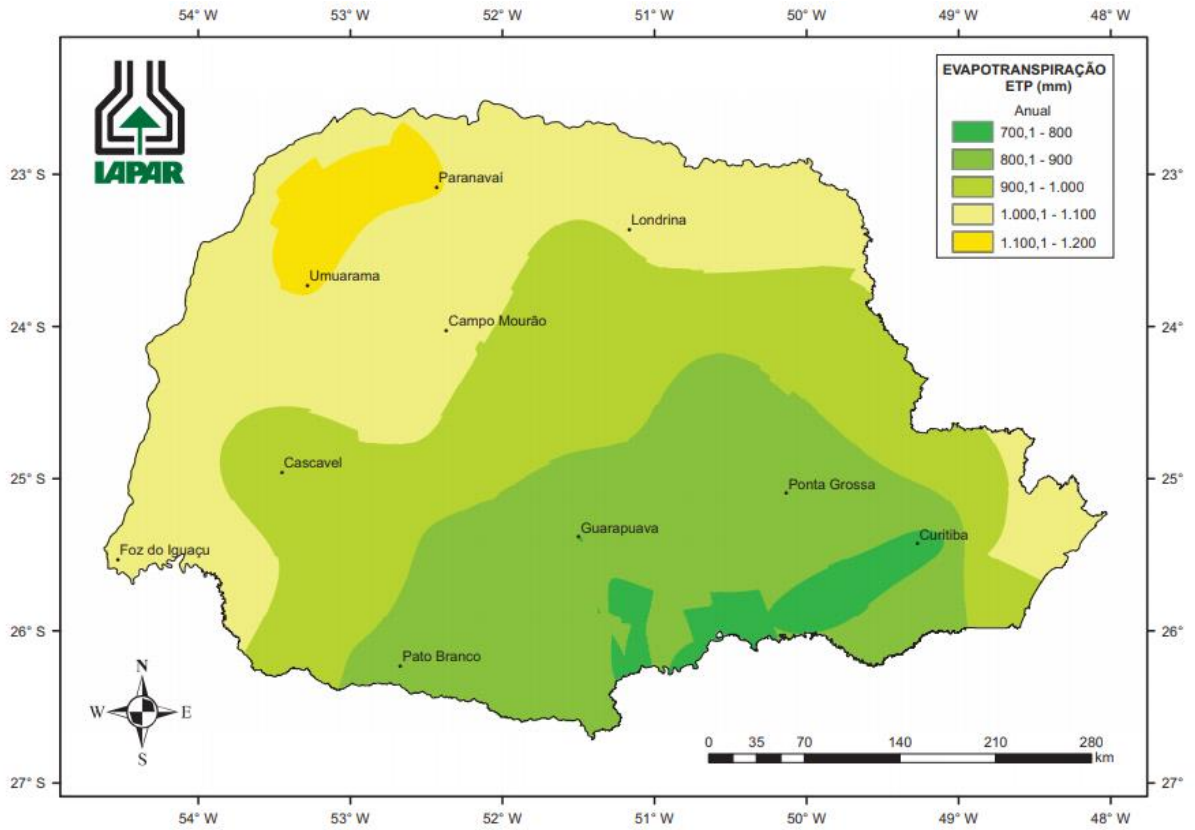 54° W 53° W 52° W 51° W 50° W 49° W 48° W
IAPAR
EVAPOTRANSPIRAÇÃO
ETP (mm)
Anual
700,1 - 800
800,1 - 900
900,1 - 1.000
1.000,1 - 1.100
1.100,1 - 1.200
23° S
23°
Paranavaí
Londrina
Umuarama
24° S
24°
Campo Mourão
25° S
25°
Cascavel
Ponta Grossa
Guarapuava
Curitiba
Foz do Iguaçu
26° S
26°
Pato Branco
N
W E
S
0 35 70 140 210 280
km
27° S
27°
54° W 53° W 52° W 51° W 50° W 49° W 48° W